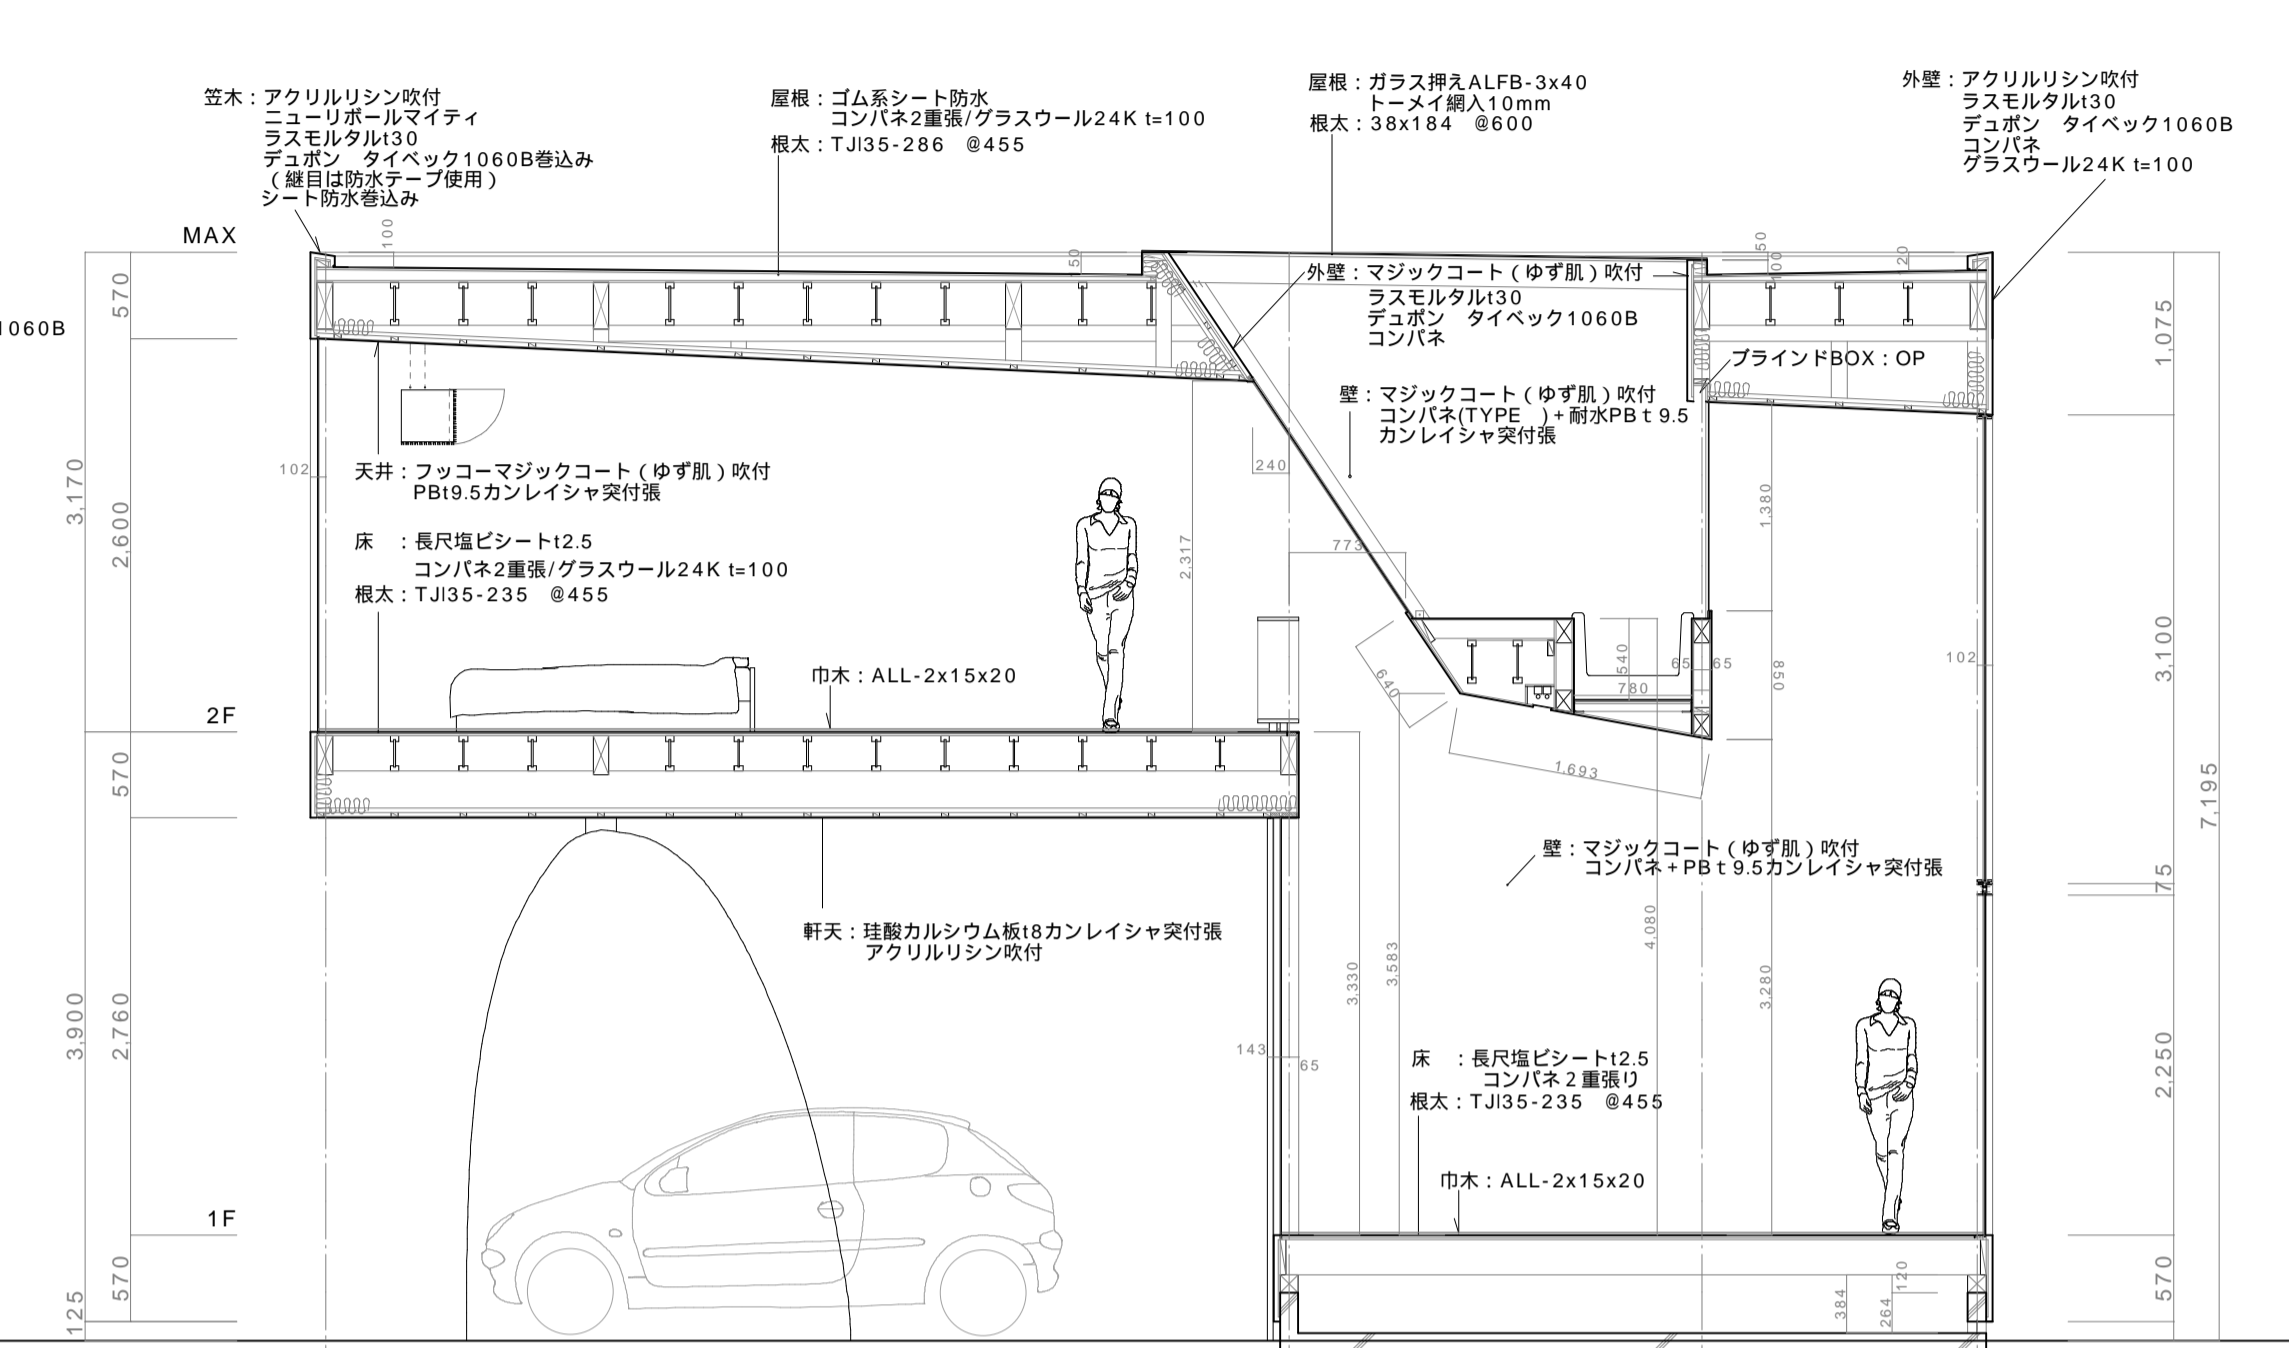 笠木：アクリルリシン吹付
ニューリボールマイティ
ラスモルタルt30
デュポン　タイベック1060B巻込み
（継目は防水テープ使用）
シート防水巻込み
屋根：ゴム系シート防水
コンパネ2重張/グラスウール24K t=100
根太：TJI35-286　@455
屋根：ガラス押えALFB-3x40
トーメイ網入10mm
根太：38x184　@600
外壁：アクリルリシン吹付
ラスモルタルt30
デュポン　タイベック1060B
コンパネ
グラスウール24K t=100
MAX
100
150
150
100
20
570
1060B
外壁：マジックコート（ゆず肌）吹付
ラスモルタルt30
デュポン　タイベック1060B
コンパネ
1,075
ブラインドBOX：OP
壁：マジックコート（ゆず肌）吹付
コンパネ(TYPE　)+耐水PBｔ9.5
カンレイシャ突付張
102
天井：フッコーマジックコート（ゆず肌）吹付
PBt9.5カンレイシャ突付張
240
3,170
2,600
1,380
床　：長尺塩ビシートt2.5
コンパネ2重張/グラスウール24K t=100
根太：TJI35-235　@455
2,317
773
3,100
102
540
65
65
850
780
640
巾木：ALL-2x15x20
2F
570
1,693
7,195
壁：マジックコート（ゆず肌）吹付
コンパネ+PBｔ9.5カンレイシャ突付張
75
軒天：珪酸カルシウム板t8カンレイシャ突付張
アクリルリシン吹付
4,080
3,583
3,330
3,280
3,900
2,760
143
65
床　：長尺塩ビシートt2.5
コンパネ２重張り
根太：TJI35-235　@455
2,250
巾木：ALL-2x15x20
1F
570
125
120
384
264
570